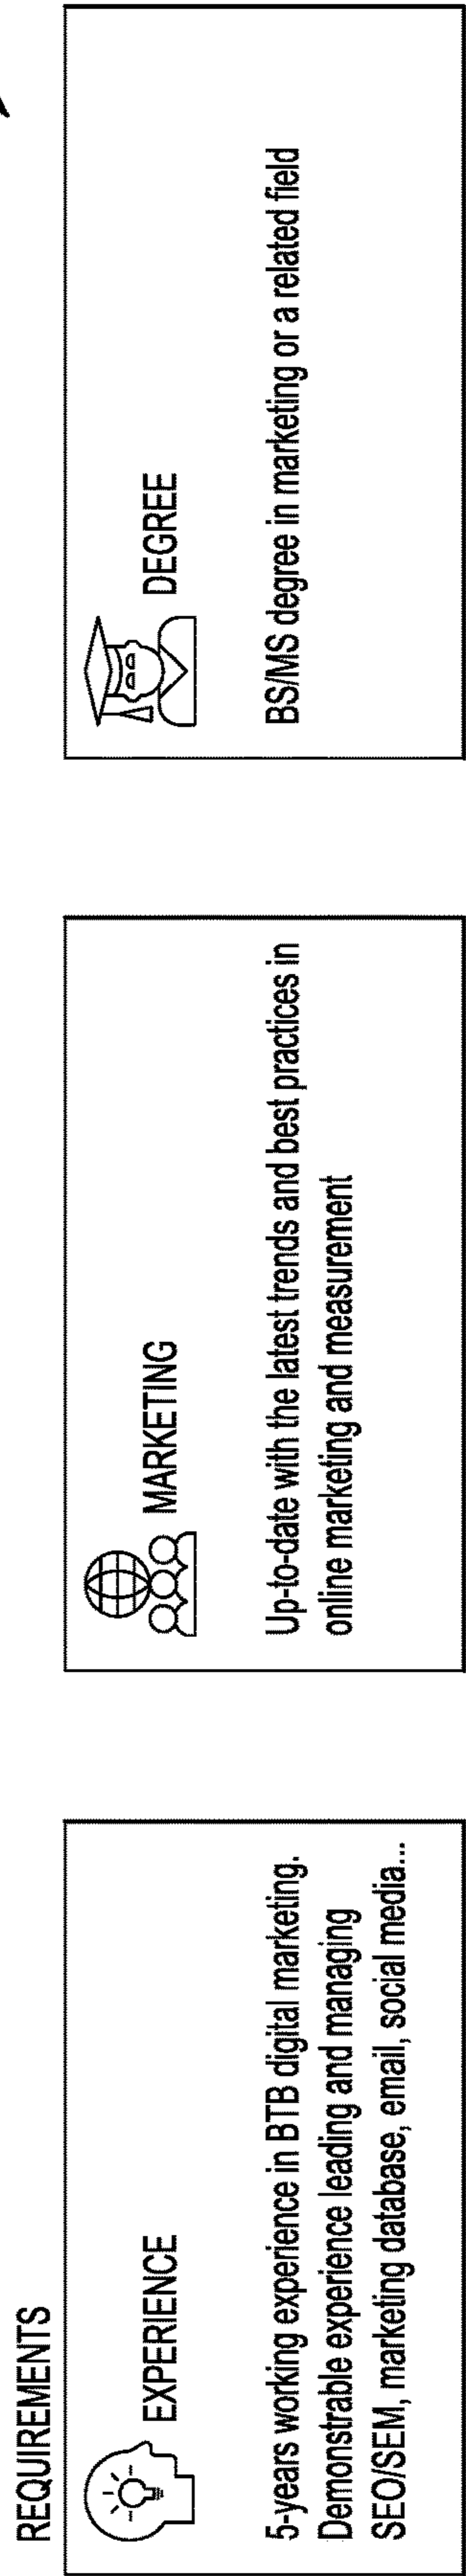 REQUIREMENTS
EXPERIENCE
5-years working experience in BTB digital marketing.
Demonstrable experience leading and managing
SEO/SEM, marketing database, email, social media...
MARKETING
Up-to-date with the latest trends and best practices in
online marketing and measurement
DEGREE
BS/MS degree in marketing or a related field